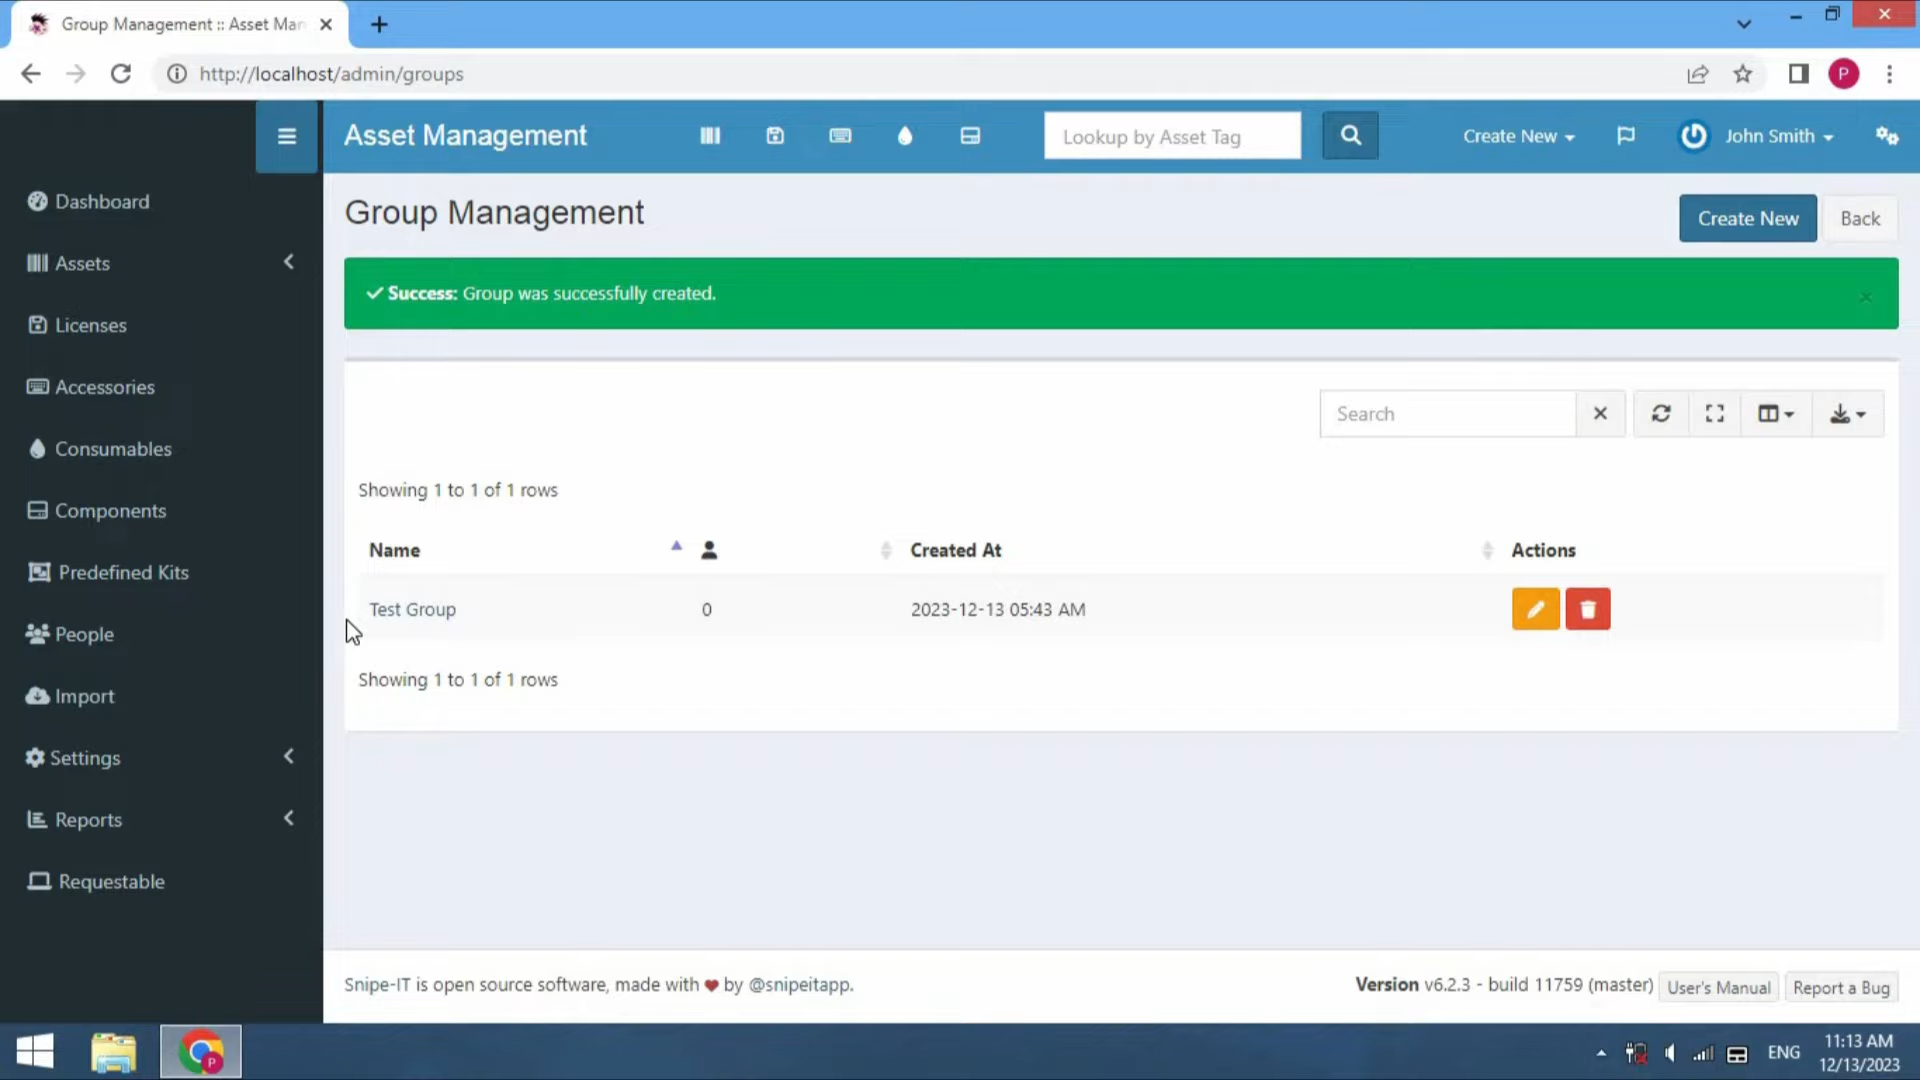 Group Management :: Asset Man
http://localhost/admin/groups
P
Asset Management
Lookup by Asset Tag
Create New
John Smith
Dashboard
Assets
Licenses
Accessories
Consumables
Components
Predefined Kits
People
Import
Settings
Reports
Requestable
Group Management
Create New
Back
Success: Group was successfully created.
Search
Showing 1 to 1 of 1 rows
Name
Created At
Actions
Test Group
0
2023-12-13 05:43 AM
Showing 1 to 1 of 1 rows
Snipe-IT is open source software, made with by @snipeitapp.
Version v6.2.3 - build 11759 (master)
User's Manual
Report a Bug
P
ENG
11:13 AM
12/13/2023